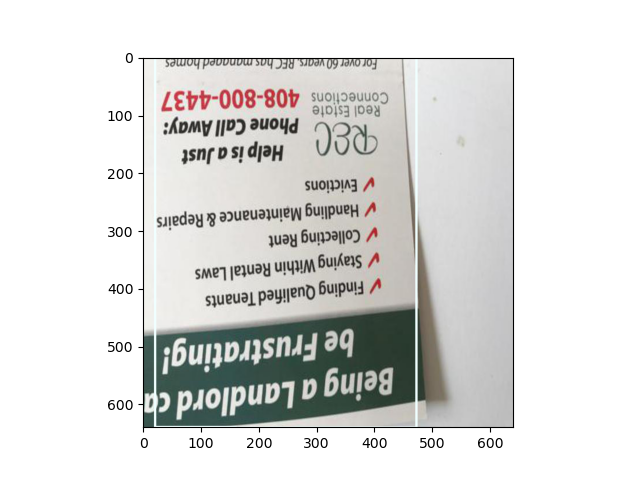 Being a Landlord ca
be Frustrating!
Finding Qualified Tenants
Staying Within Rental Laws
Collecting Rent
Handling Maintenance & Repairs
Evictions
REC
Real Estate
Connections
Help is a Just
Phone Call Away:
408-800-4437
For over 60 years, REC has managed homes
0
100
200
300
400
500
600
0 100 200 300 400 500 600